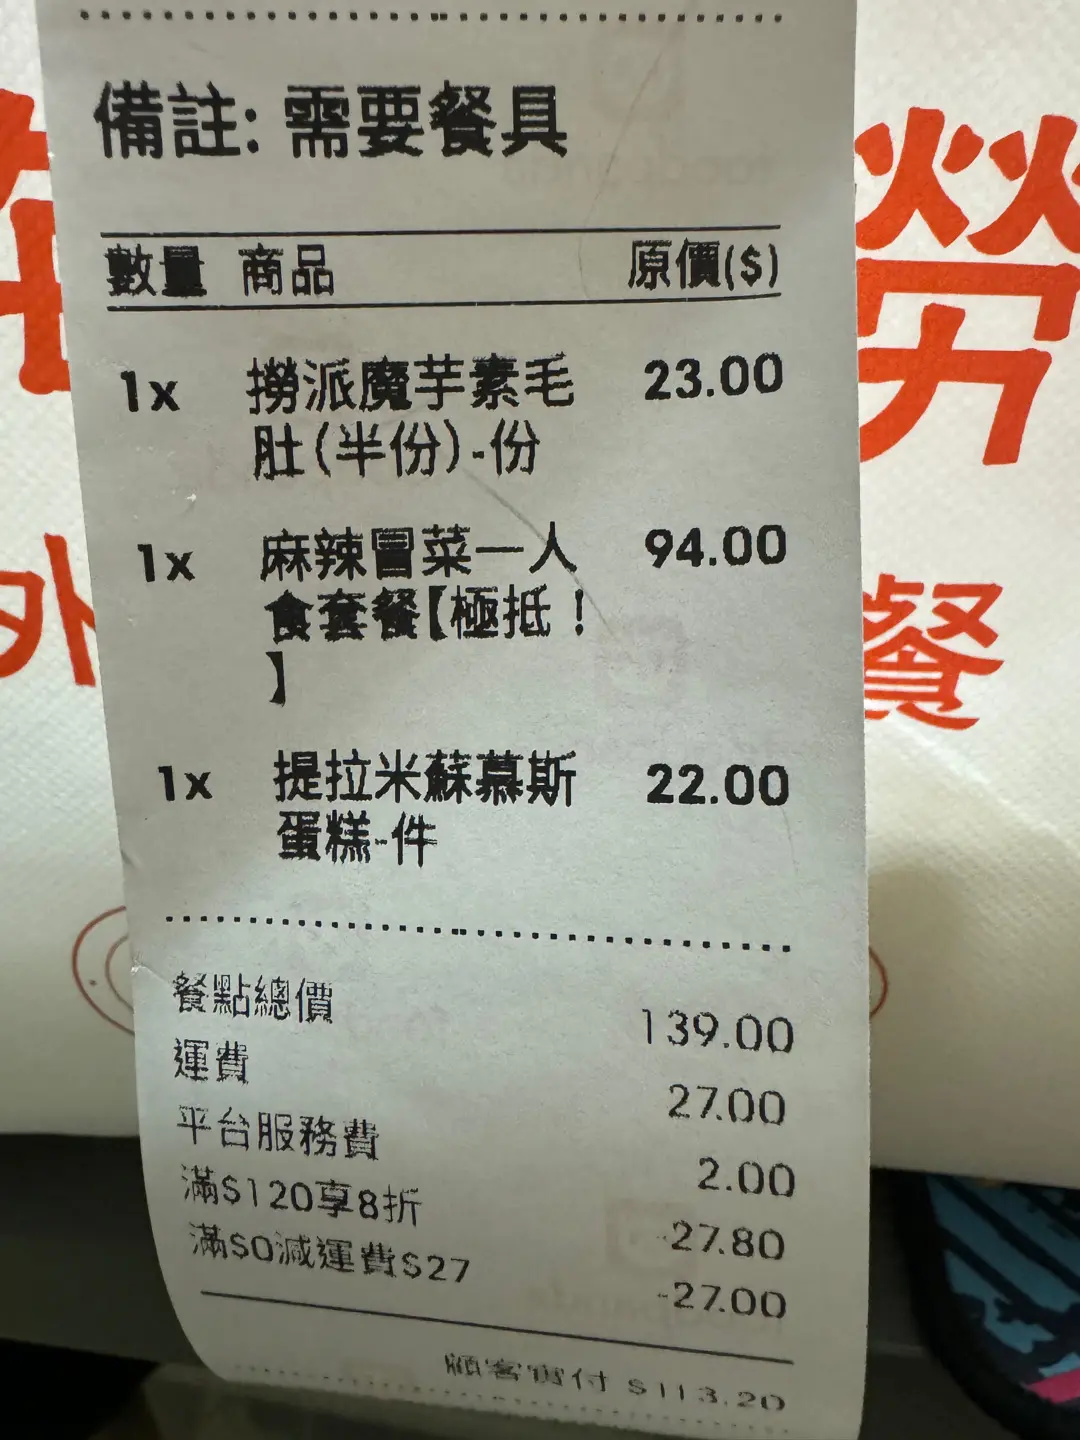 備註: 需要餐具
數量 商品 原價($)
1x 撈派魔芋素毛 23.00
肚(半份)-份
1x 麻辣冒菜一人 94.00
食套餐【極抵！
】
1x 提拉米蘇慕斯 22.00
蛋糕-件
餐點總價 139.00
運費 27.00
平台服務費 2.00
滿$120享8折 -27.80
滿$0減運費$27 -27.00
顧客實付 $113.20
勞
外
餐